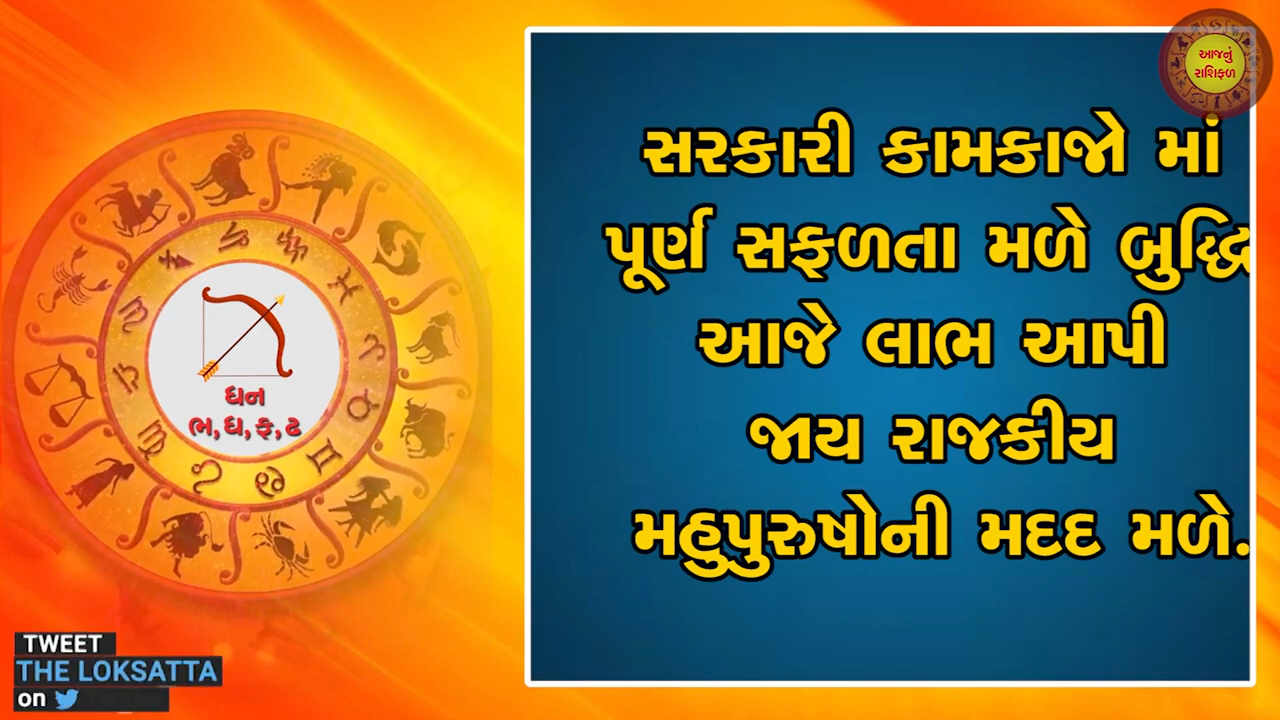 આજનું
રાશિફળ
સરકારી કામકાજો માં
પૂર્ણ સફળતા મળે બુદ્ધિ
આજે લાભ આપી
જાય રાજકીય
મહુપુરુષોની મદદ મળે.
ધન
ભ, ધ, ફ, ઢ
TWEET
THE LOKSATTA
on